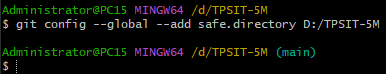 Administrator@PC15 MINGW64 /d/TPSIT-5M
$ git config --global --add safe.directory D:/TPSIT-5M
Administrator@PC15 MINGW64 /d/TPSIT-5M (main)
$